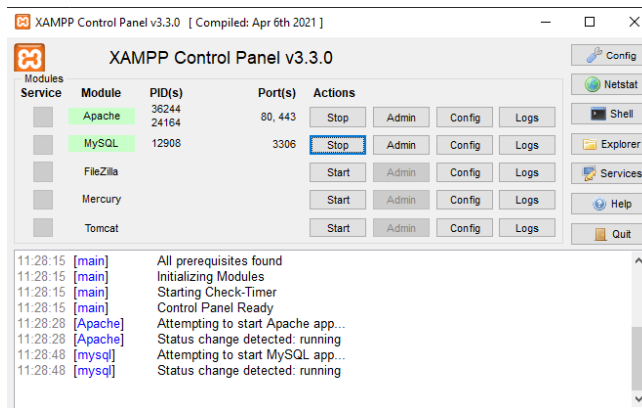 XAMPP Control Panel v3.3.0 [ Compiled: Apr 6th 2021 ]
XAMPP Control Panel v3.3.0
Config
Modules
Service Module PID(s) Port(s) Actions
Netstat
Apache 36244 24164 80, 443 Stop Admin Config Logs
Shell
MySQL 12908 3306 Stop Admin Config Logs
Explorer
FileZilla Start Admin Config Logs
Services
Mercury Start Admin Config Logs
Help
Tomcat Start Admin Config Logs
Quit
11:28:15 [main] All prerequisites found
11:28:15 [main] Initializing Modules
11:28:15 [main] Starting Check-Timer
11:28:15 [main] Control Panel Ready
11:28:28 [Apache] Attempting to start Apache app...
11:28:28 [Apache] Status change detected: running
11:28:48 [mysql] Attempting to start MySQL app...
11:28:48 [mysql] Status change detected: running